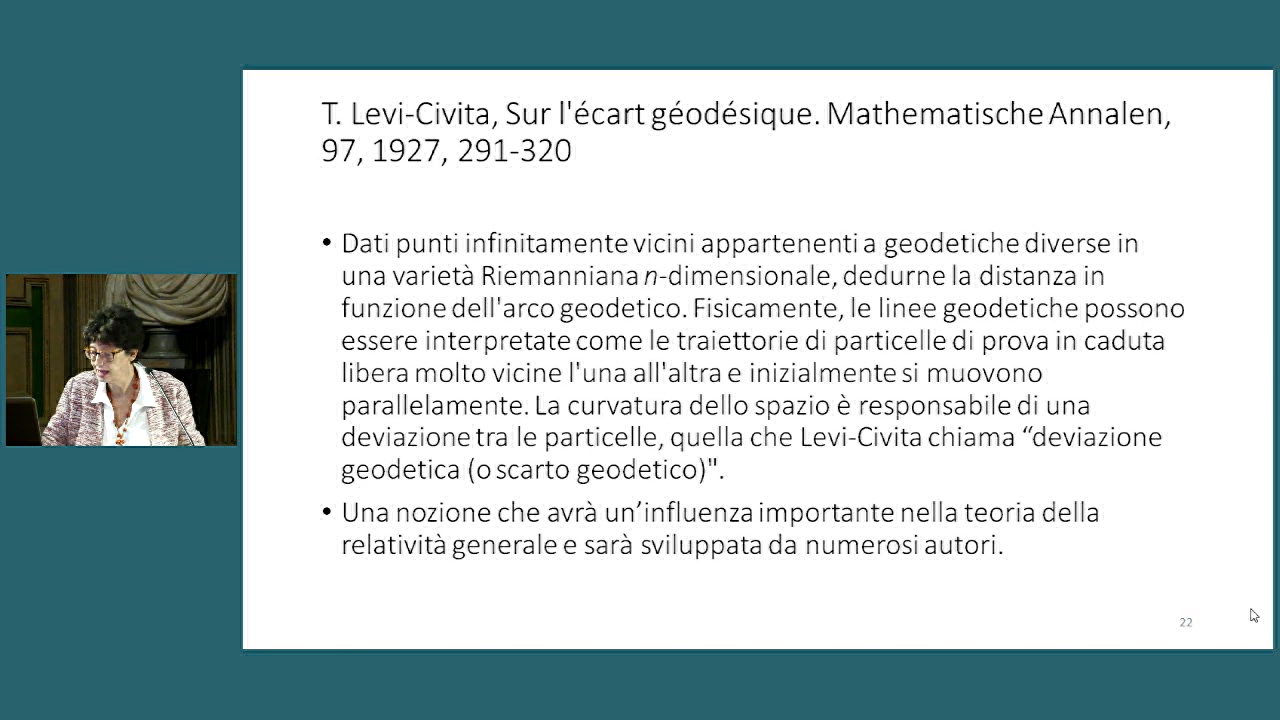 T. Levi-Civita, Sur l'écart géodésique. Mathematische Annalen,
97, 1927, 291-320
• Dati punti infinitamente vicini appartenenti a geodetiche diverse in
una varietà Riemanniana n-dimensionale, dedurne la distanza in
funzione dell'arco geodetico. Fisicamente, le linee geodetiche possono
essere interpretate come le traiettorie di particelle di prova in caduta
libera molto vicine l'una all'altra e inizialmente si muovono
parallelamente. La curvatura dello spazio è responsabile di una
deviazione tra le particelle, quella che Levi-Civita chiama “deviazione
geodetica (o scarto geodetico)".
• Una nozione che avrà un’influenza importante nella teoria della
relatività generale e sarà sviluppata da numerosi autori.
22